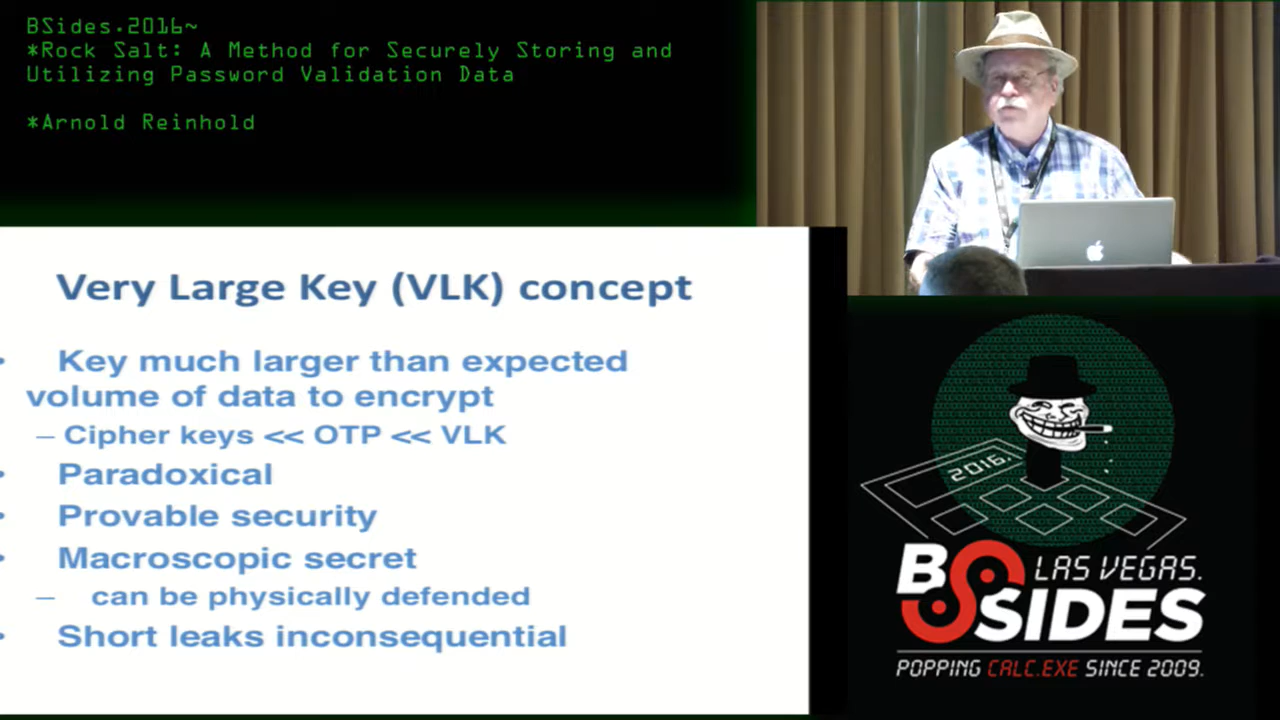 BSides.2016~
*Rock Salt: A Method for Securely Storing and
Utilizing Password Validation Data
*Arnold Reinhold
Very Large Key (VLK) concept
• Key much larger than expected
volume of data to encrypt
– Cipher keys << OTP << VLK
• Paradoxical
• Provable security
• Macroscopic secret
– can be physically defended
• Short leaks inconsequential
2016.
BSIDES
LAS VEGAS.
POPPING CALC.EXE SINCE 2009.